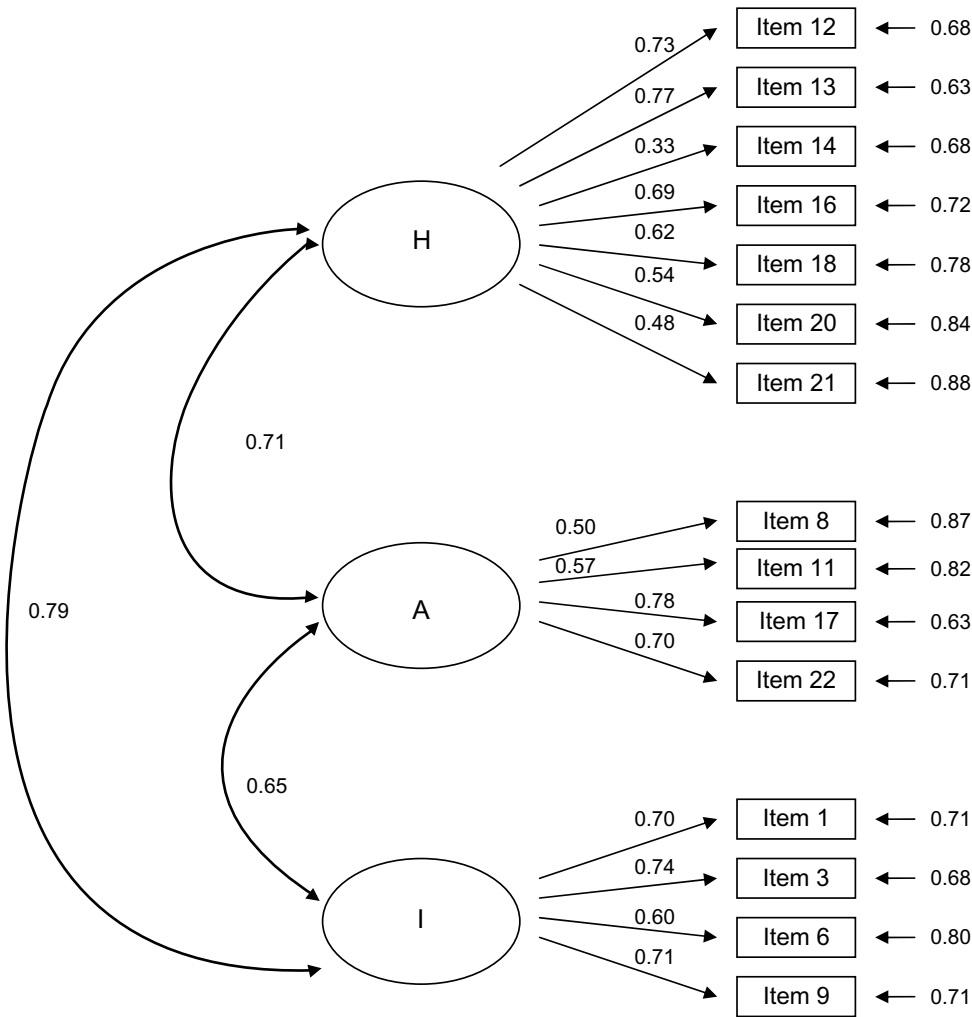 0.73 Item 12 0.68
0.77 Item 13 0.63
0.33 Item 14 0.68
0.69 Item 16 0.72
H
0.62 Item 18 0.78
0.54 Item 20 0.84
0.48 Item 21 0.88
0.71
0.50 Item 8 0.87
0.57 Item 11 0.82
0.79
A
0.78 Item 17 0.63
0.70 Item 22 0.71
0.65
0.70 Item 1 0.71
0.74 Item 3 0.68
I
0.60 Item 6 0.80
0.71 Item 9 0.71